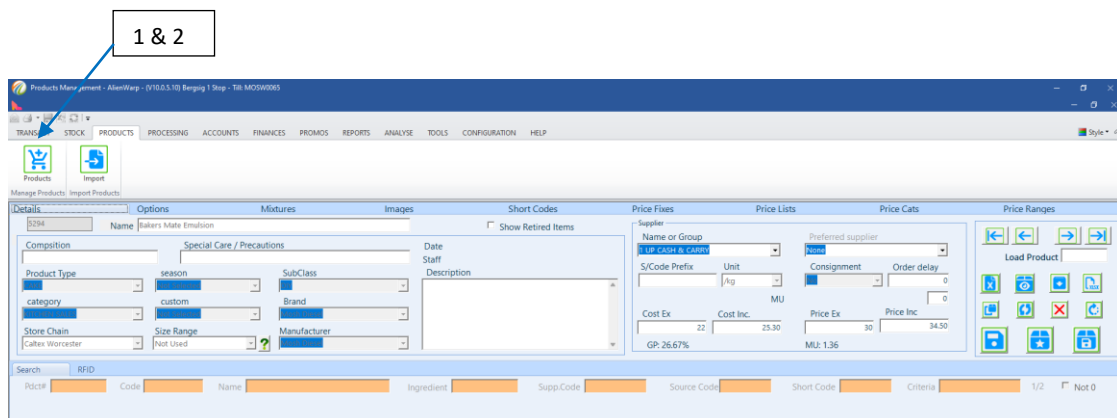 1 & 2
Products Management - AlienWarp - (V10.0.5.10) Bergsig 1 Stop - Till: MOSW0065
TRANSACT STOCK PRODUCTS PROCESSING ACCOUNTS FINANCES PROMOS REPORTS ANALYSE TOOLS CONFIGURATION HELP Style
Products Import
Manage Products Import Products
Details Options Mixtures Images Short Codes Price Fixes Price Lists Price Cats Price Ranges
5294 Name Bakers Mate Emulsion Show Retired Items
Supplier
Name or Group Preferred supplier
1 UP CASH & CARRY None
Compsition Special Care / Precautions Date
Staff
S/Code Prefix Unit Consignment Order delay
/kg 0
Load Product
Product Type season SubClass Description
category custom Brand
MU 0
Cost Ex Cost Inc. Price Ex Price Inc
22 25.30 30 34.50
Store Chain Size Range Manufacturer
Caltex Worcester Not Used ?
GP: 26.67% MU: 1.36
Search RFID
Pdct# Code Name Ingredient Supp.Code Source Code Short Code Criteria 1/2 Not 0